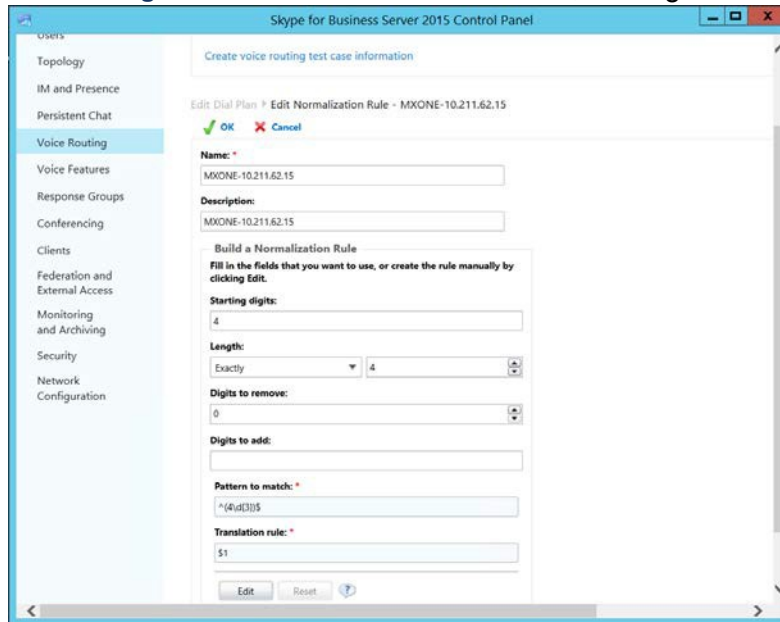 Skype for Business Server 2015 Control Panel
Users
Topology
IM and Presence
Persistent Chat
Voice Routing
Voice Features
Response Groups
Conferencing
Clients
Federation and
External Access
Monitoring
and Archiving
Security
Network
Configuration
Create voice routing test case information
Edit Dial Plan ▸ Edit Normalization Rule - MXONE-10.211.62.15
OK Cancel
Name: *
MXONE-10.211.62.15
Description:
MXONE-10.211.62.15
Build a Normalization Rule
Fill in the fields that you want to use, or create the rule manually by
clicking Edit.
Starting digits:
4
Length:
Exactly 4
Digits to remove:
0
Digits to add:
Pattern to match: *
^(4\d{3})$
Translation rule: *
$1
Edit Reset ?